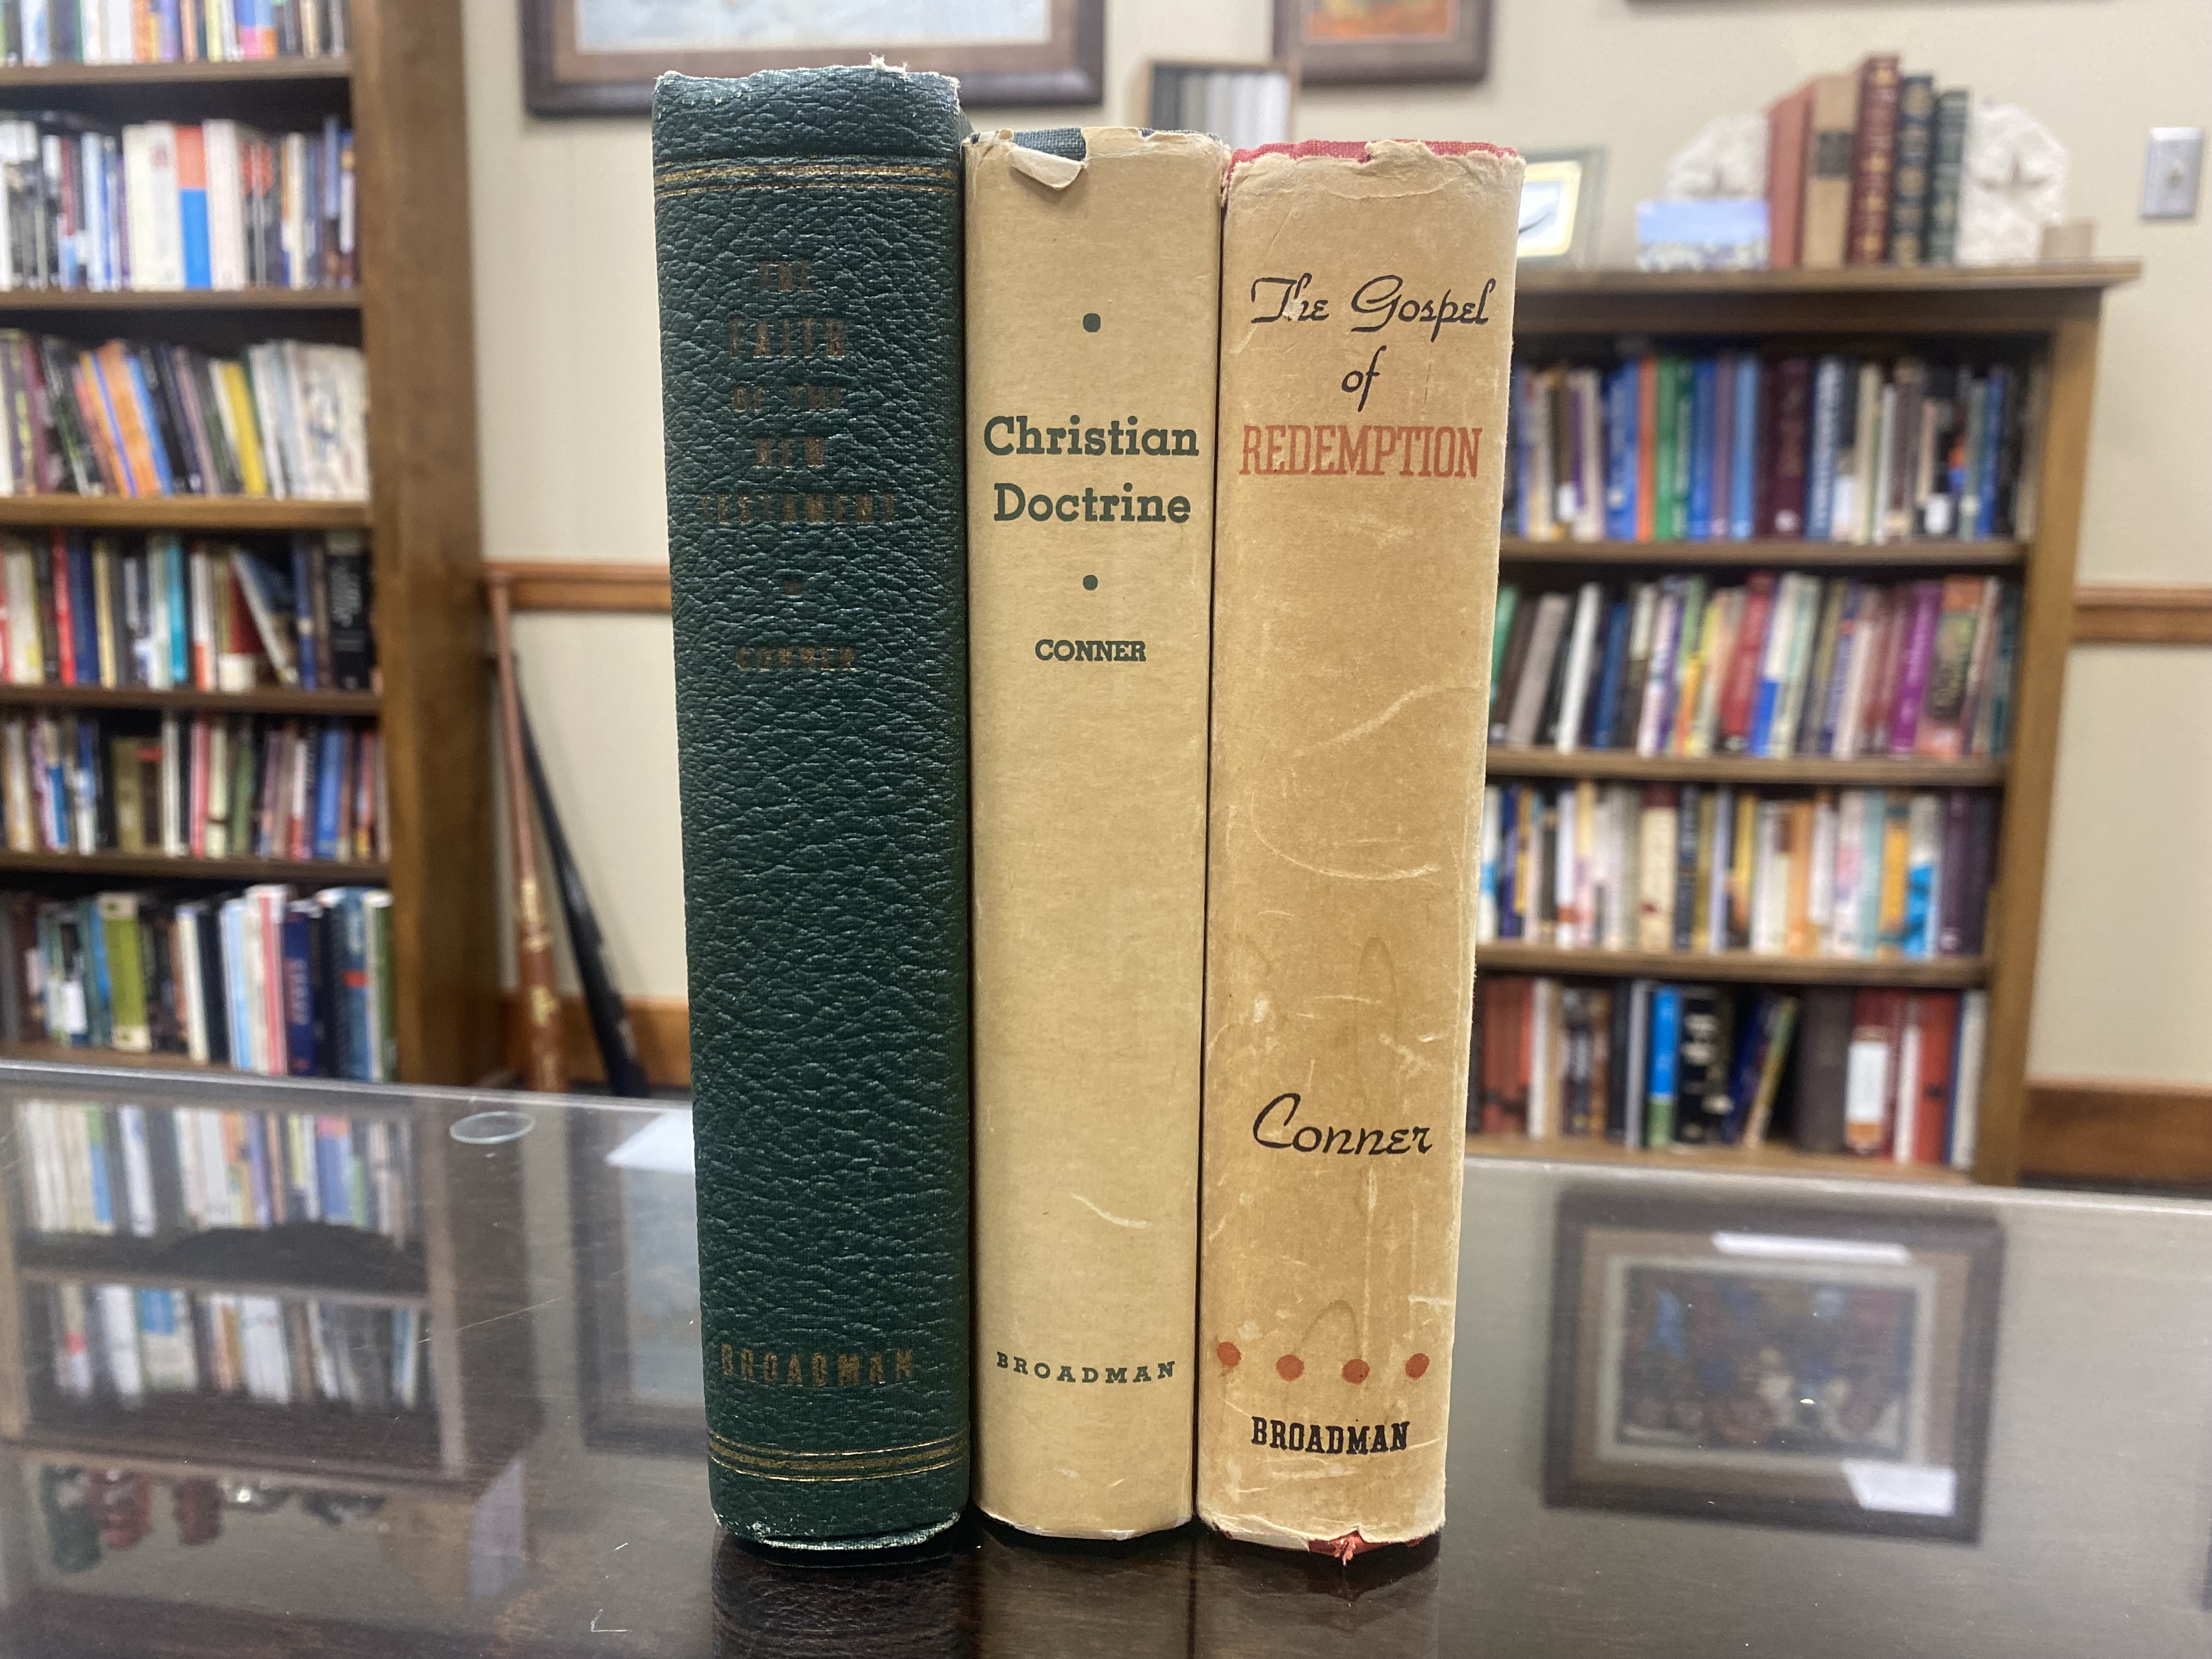 THE
FAITH
OF THE
NEW
TESTAMENT
CONNER
BROADMAN
Christian
Doctrine
CONNER
BROADMAN
The Gospel
of
REDEMPTION
Conner
BROADMAN